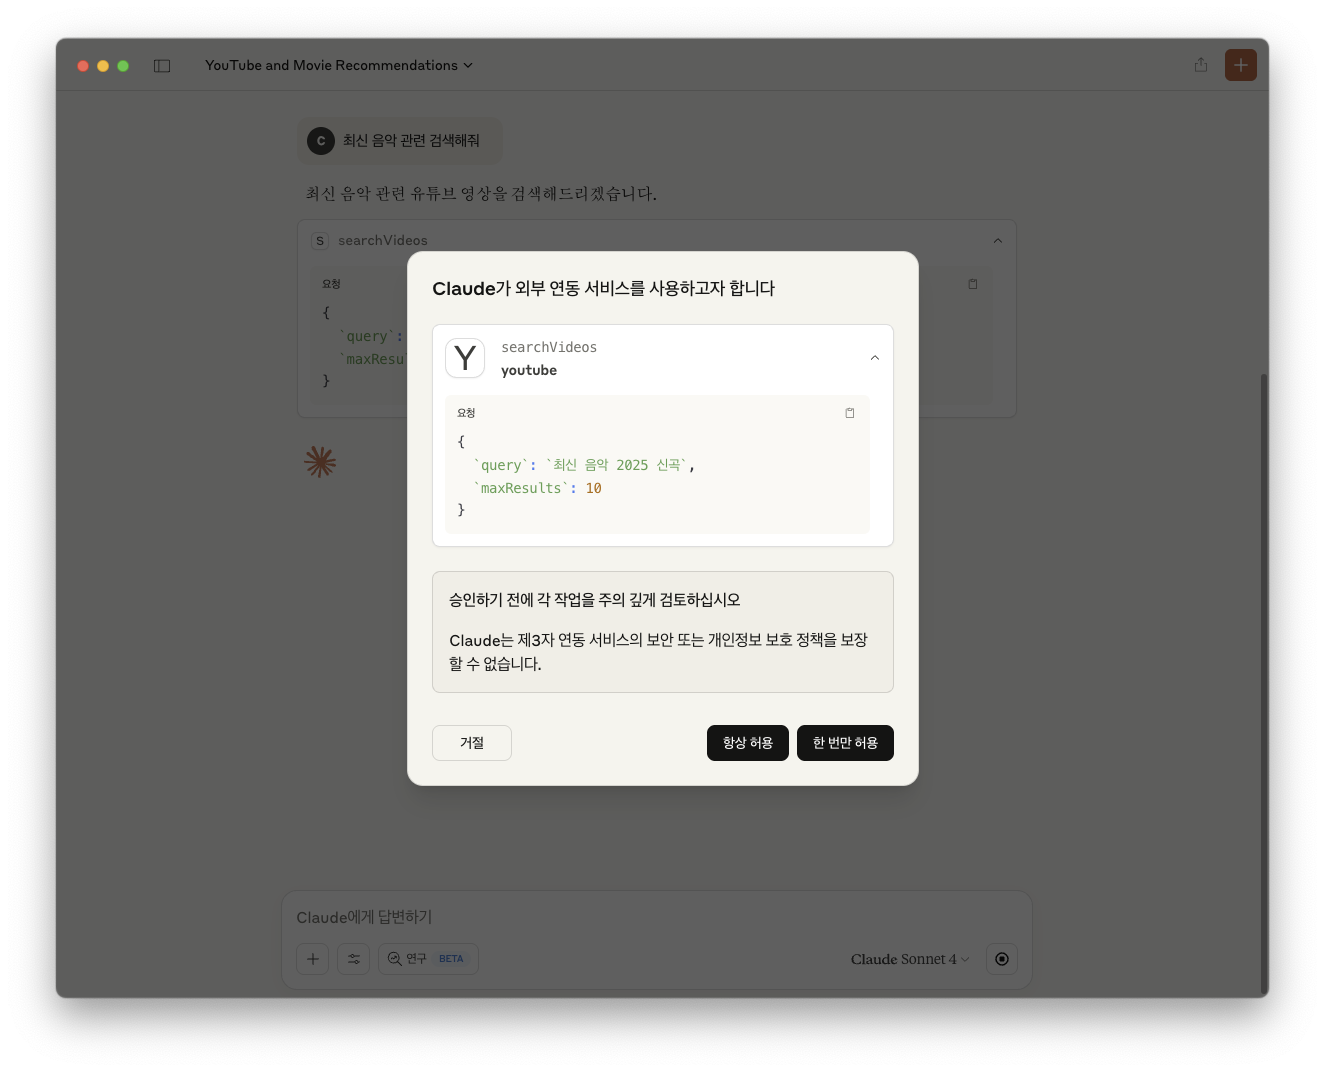 YouTube and Movie Recommendations
C 최신 음악 관련 검색해줘
최신 음악 관련 유튜브 영상을 검색해드리겠습니다.
S searchVideos
요청
{
`query`:
`maxResu
}
Claude가 외부 연동 서비스를 사용하고자 합니다
Y
searchVideos
youtube
요청
{
`query`: `최신 음악 2025 신곡`,
`maxResults`: 10
}
승인하기 전에 각 작업을 주의 깊게 검토하십시오
Claude는 제3자 연동 서비스의 보안 또는 개인정보 보호 정책을 보장
할 수 없습니다.
거절 항상 허용 한 번만 허용
Claude에게 답변하기
연구 BETA Claude Sonnet 4